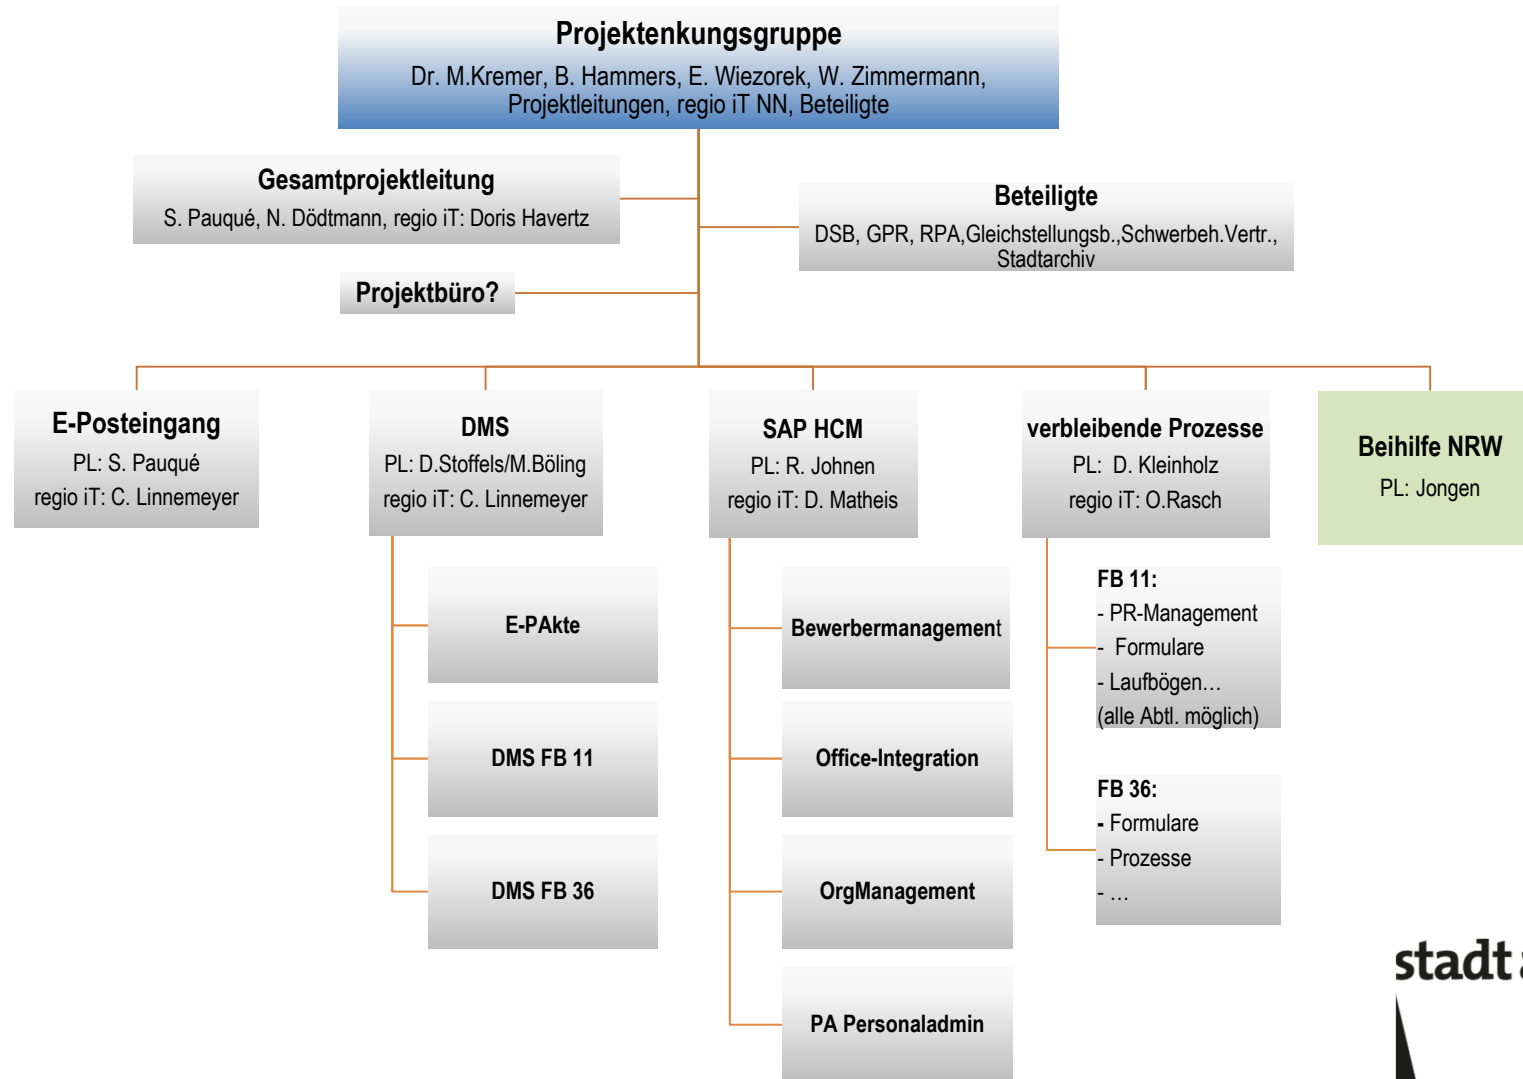 Projektenkungsgruppe
Dr. M.Kremer, B. Hammers, E. Wiezorek, W. Zimmermann,
Projektleitungen, regio iT NN, Beteiligte
Gesamtprojektleitung
S. Pauqué, N. Dödtmann, regio iT: Doris Havertz
Beteiligte
DSB, GPR, RPA,Gleichstellungsb.,Schwerbeh.Vertr.,
Stadtarchiv
Projektbüro?
E-Posteingang
PL: S. Pauqué
regio iT: C. Linnemeyer
DMS
PL: D.Stoffels/M.Böling
regio iT: C. Linnemeyer
E-PAkte
DMS FB 11
DMS FB 36
SAP HCM
PL: R. Johnen
regio iT: D. Matheis
Bewerbermanagement
Office-Integration
OrgManagement
PA Personaladmin
verbleibende Prozesse
PL: D. Kleinholz
regio iT: O.Rasch
FB 11:
- PR-Management
- Formulare
- Laufbögen…
(alle Abtl. möglich)
FB 36:
- Formulare
- Prozesse
- …
Beihilfe NRW
PL: Jongen
stadt